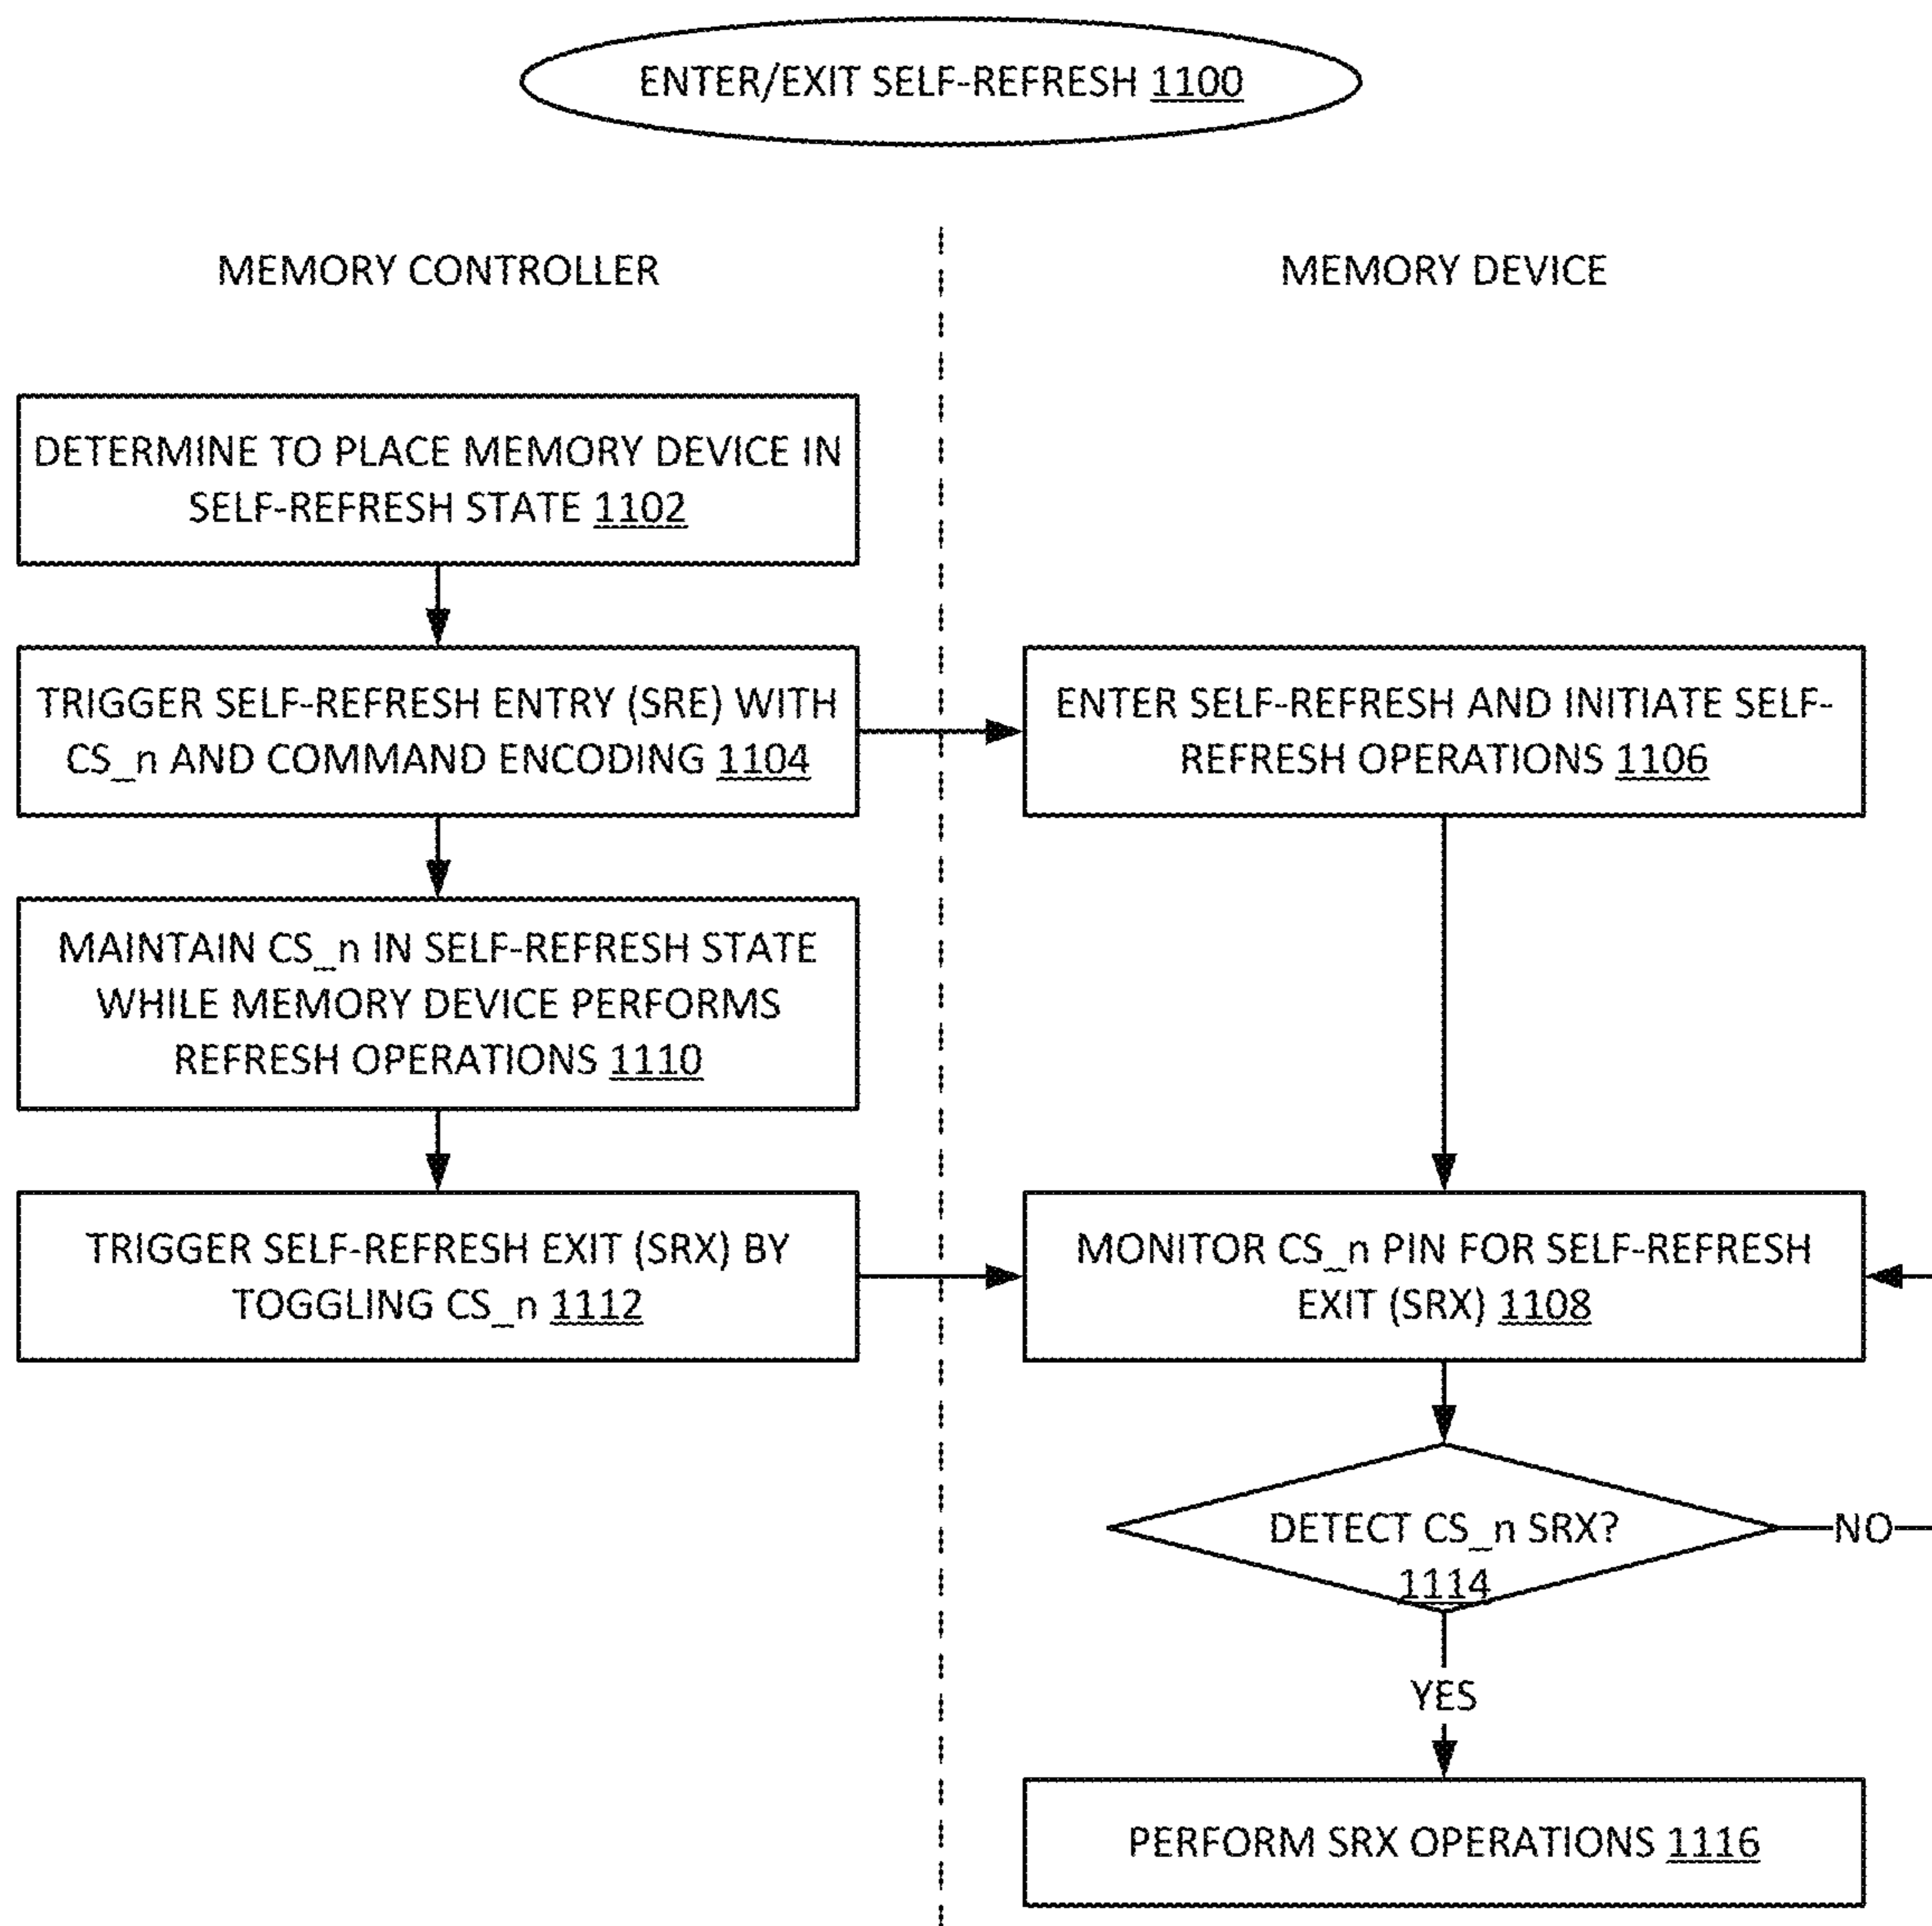 ENTER/EXIT SELF-REFRESH 1100
MEMORY CONTROLLER
MEMORY DEVICE
DETERMINE TO PLACE MEMORY DEVICE IN
SELF-REFRESH STATE 1102
TRIGGER SELF-REFRESH ENTRY (SRE) WITH
CS_n AND COMMAND ENCODING 1104
ENTER SELF-REFRESH AND INITIATE SELF-
REFRESH OPERATIONS 1106
MAINTAIN CS_n IN SELF-REFRESH STATE
WHILE MEMORY DEVICE PERFORMS
REFRESH OPERATIONS 1110
TRIGGER SELF-REFRESH EXIT (SRX) BY
TOGGLING CS_n 1112
MONITOR CS_n PIN FOR SELF-REFRESH
EXIT (SRX) 1108
DETECT CS_n SRX?
1114
NO
YES
PERFORM SRX OPERATIONS 1116